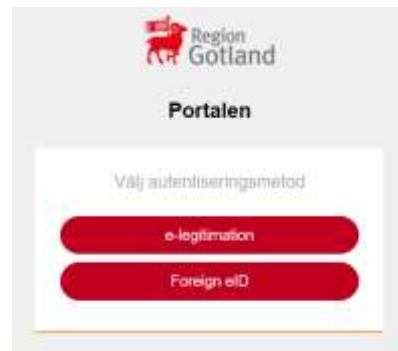 Region
Gotland
Portalen
Välj autentiseringsmetod
e-legitimation
Foreign eID